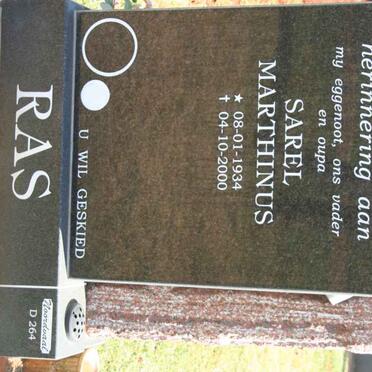 herinnering aan
my eggenoot, ons vader
en oupa
SAREL
MARTHINUS
★ 08-01-1934
† 04-10-2000
U WIL GESKIED
RAS
Noordwaal
D 264